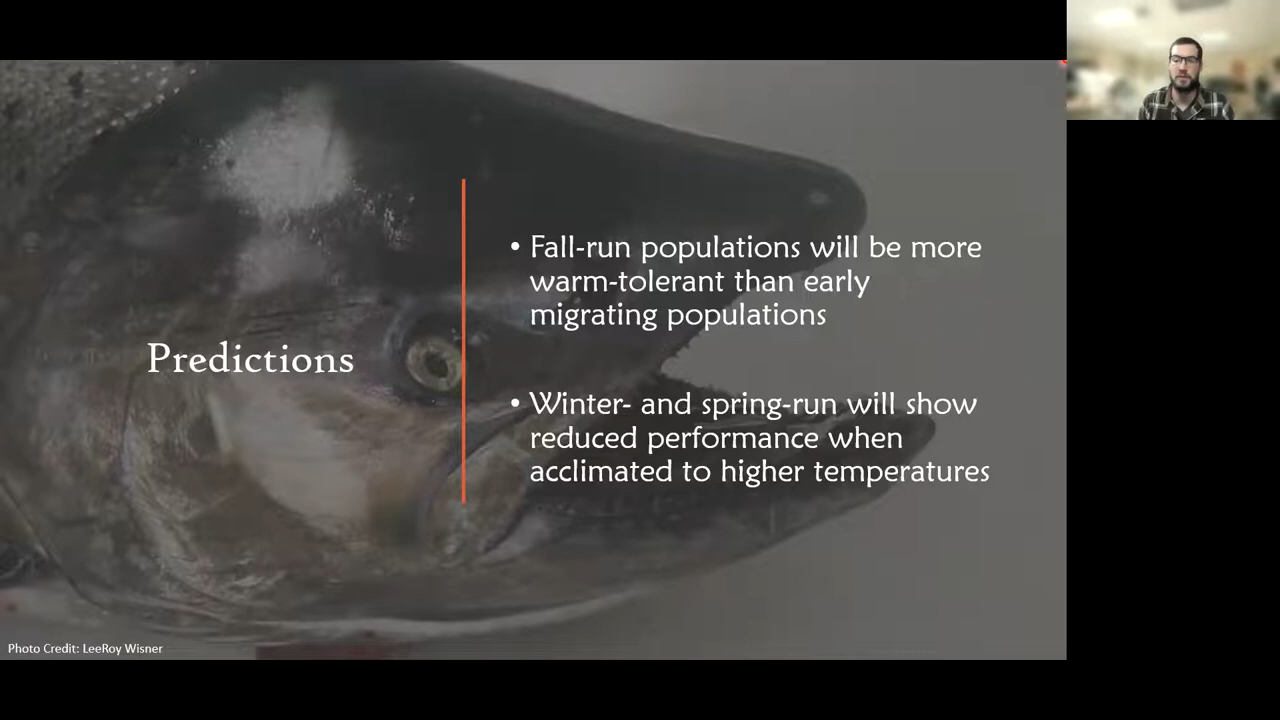 Predictions
• Fall-run populations will be more
warm-tolerant than early
migrating populations
• Winter- and spring-run will show
reduced performance when
acclimated to higher temperatures
Photo Credit: LeeRoy Wisner